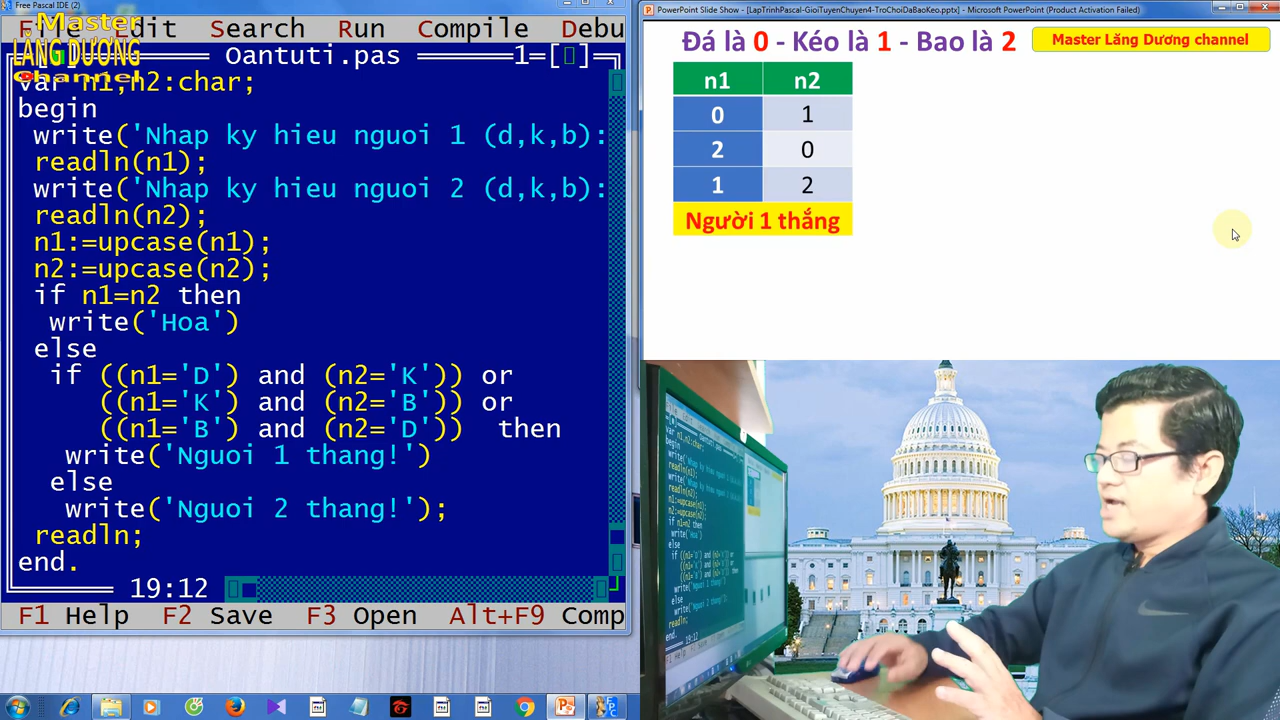 Free Pascal IDE (2)
File Edit Search Run Compile Debu
Master
LĂNG DƯƠNG
Channel
Oantuti.pas 1=[ ]
var n1,n2:char;
begin
write('Nhap ky hieu nguoi 1 (d,k,b):
readln(n1);
write('Nhap ky hieu nguoi 2 (d,k,b):
readln(n2);
n1:=upcase(n1);
n2:=upcase(n2);
if n1=n2 then
write('Hoa')
else
if ((n1='D') and (n2='K')) or
((n1='K') and (n2='B')) or
((n1='B') and (n2='D')) then
write('Nguoi 1 thang!')
else
write('Nguoi 2 thang!');
readln;
end.
19:12
F1 Help F2 Save F3 Open Alt+F9 Comp
PowerPoint Slide Show - [LapTrinhPascal-GioiTuyenChuyen4-TroChoiDaBaoKeo.pptx] - Microsoft PowerPoint (Product Activation Failed)
Đá là 0 - Kéo là 1 - Bao là 2
Master Lăng Dương channel
n1 n2
0 1
2 0
1 2
Người 1 thắng